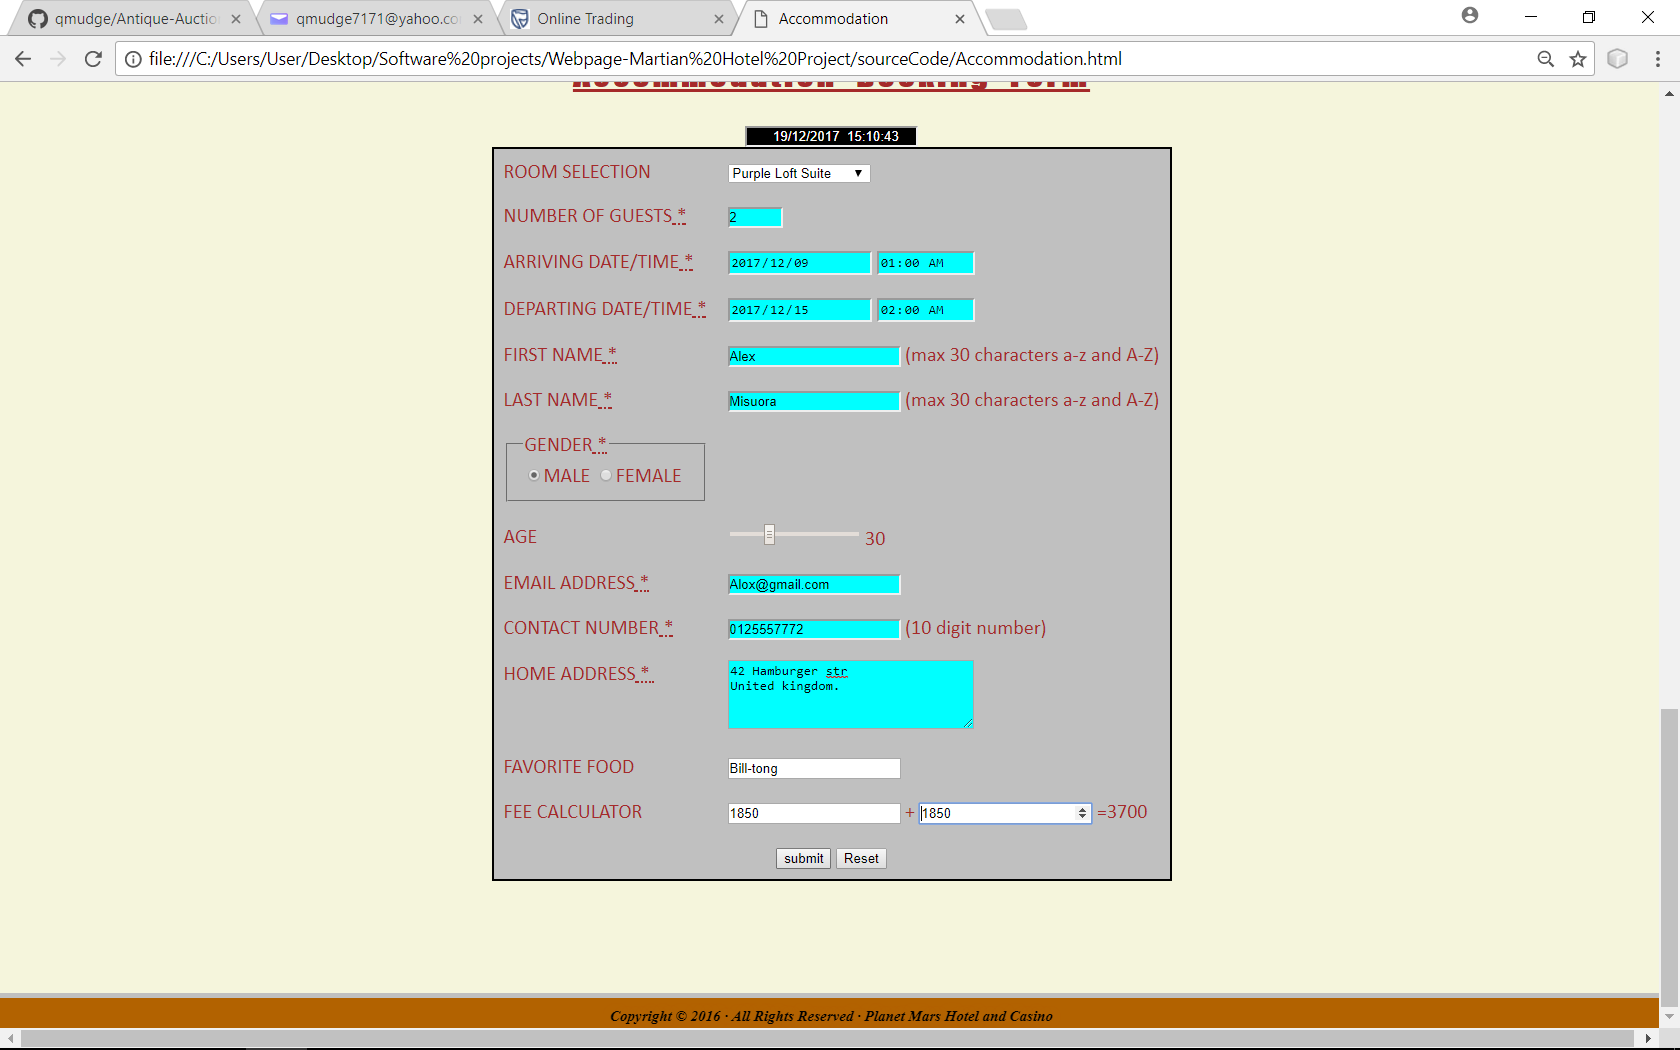 qmudge/Antique-Auctio
qmudge7171@yahoo.co
Online Trading
Accommodation
file:///C:/Users/User/Desktop/Software%20projects/Webpage-Martian%20Hotel%20Project/sourceCode/Accommodation.html
Accommodation Booking Form
19/12/2017 15:10:43
ROOM SELECTION Purple Loft Suite
NUMBER OF GUESTS * 2
ARRIVING DATE/TIME * 2017/12/09 01:00 AM
DEPARTING DATE/TIME * 2017/12/15 02:00 AM
FIRST NAME * Alex (max 30 characters a-z and A-Z)
LAST NAME * Misuora (max 30 characters a-z and A-Z)
GENDER *
MALE FEMALE
AGE 30
EMAIL ADDRESS * Alox@gmail.com
CONTACT NUMBER * 0125557772 (10 digit number)
HOME ADDRESS * 42 Hamburger str
United kingdom.
FAVORITE FOOD Bill-tong
FEE CALCULATOR 1850 + 1850 =3700
submit Reset
Copyright © 2016 · All Rights Reserved · Planet Mars Hotel and Casino